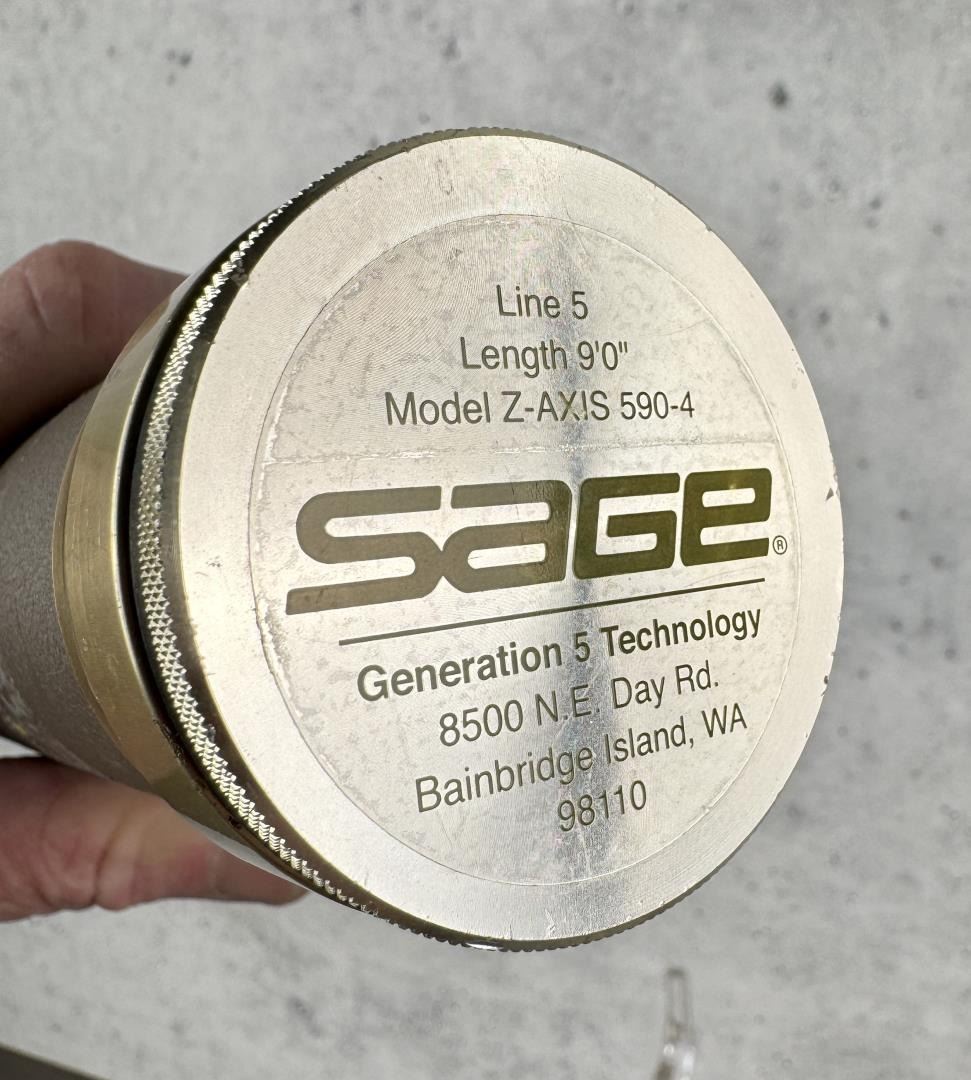 Line 5
Length 9'0"
Model Z-AXIS 590-4
SAGE®
Generation 5 Technology
8500 N.E. Day Rd.
Bainbridge Island, WA
98110